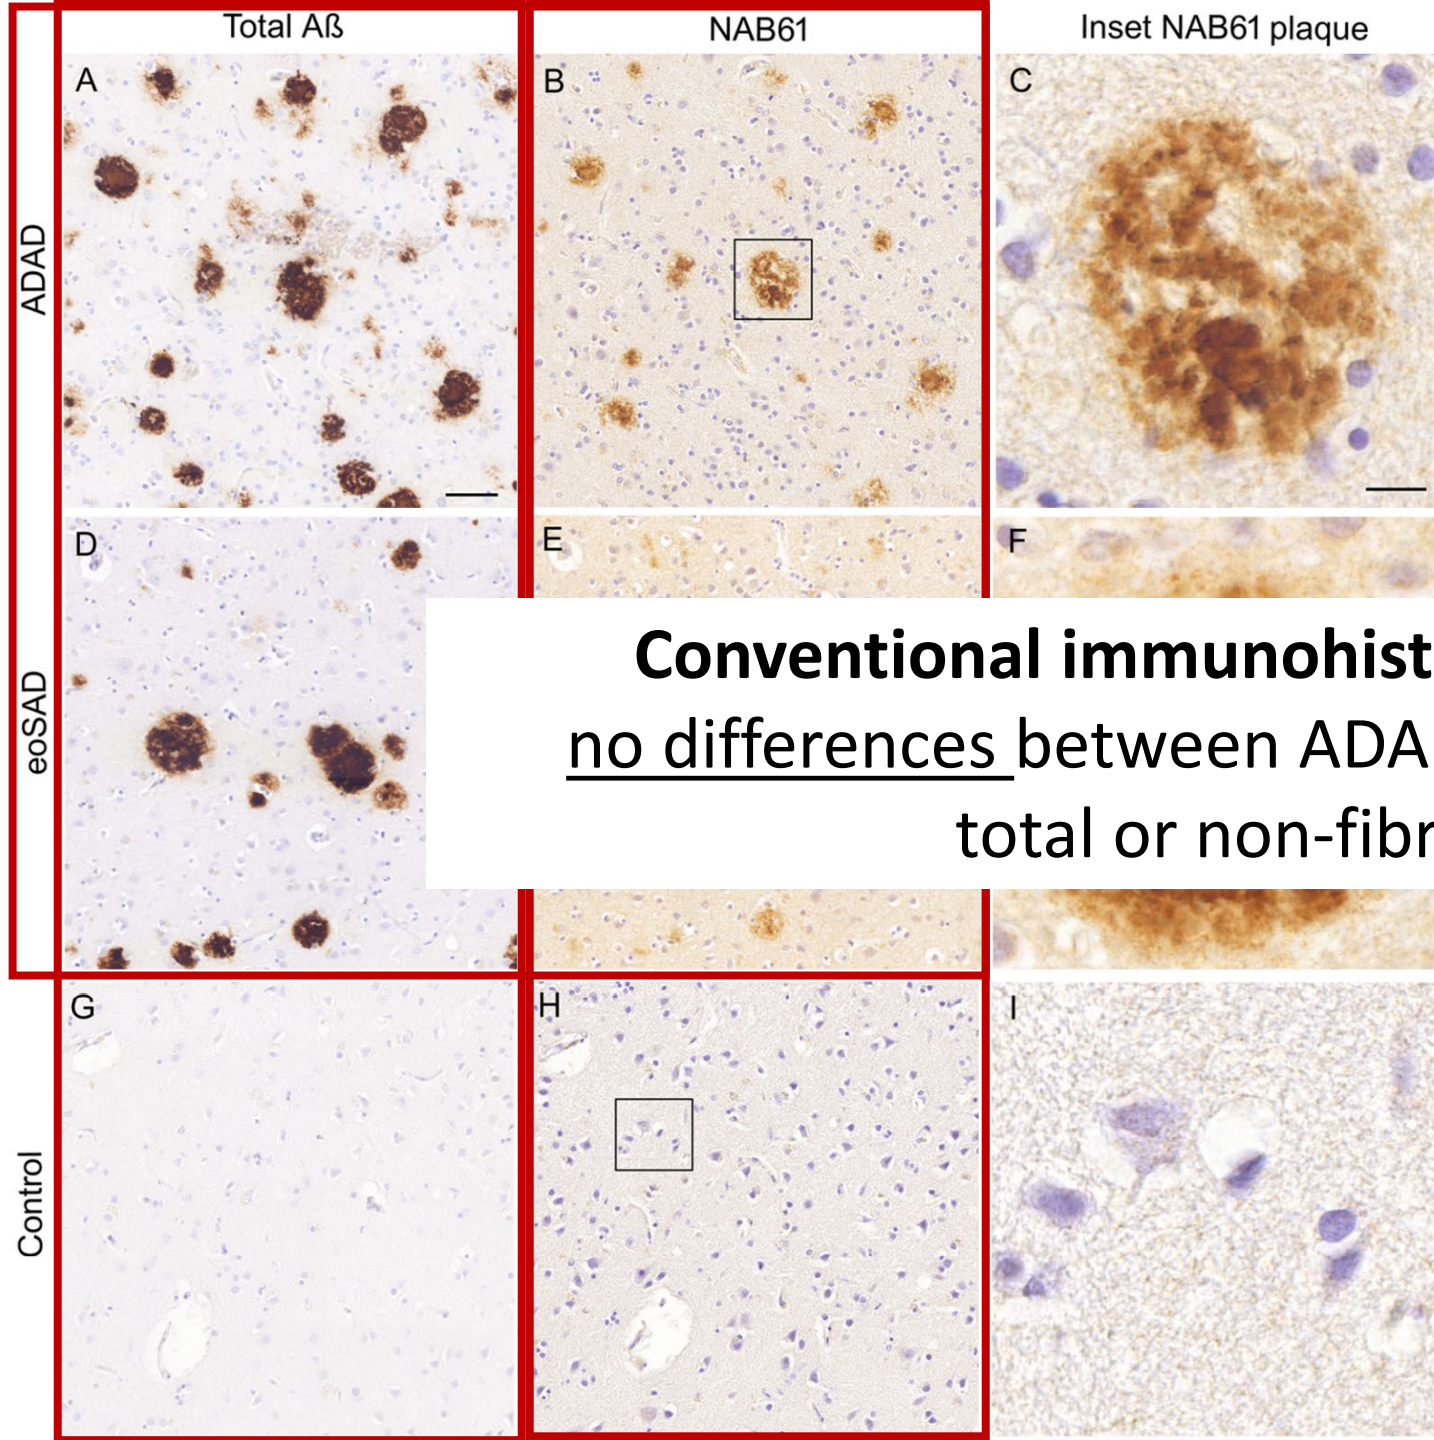 Total Aß
NAB61
Inset NAB61 plaque
ADAD
A
B
C
eoSAD
D
E
F
Conventional immunohist
no differences between ADA
total or non-fibr
Control
G
H
I